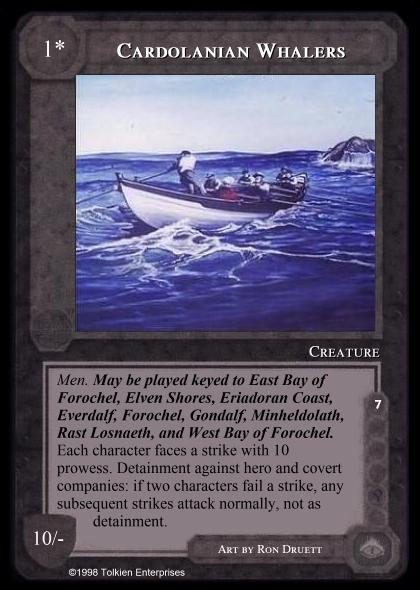 1*
CARDOLANIAN WHALERS
CREATURE
Men. May be played keyed to East Bay of
Forochel, Elven Shores, Eriadoran Coast,
Everdalf, Forochel, Gondalf, Minheldolath,
Rast Losnaeth, and West Bay of Forochel.
Each character faces a strike with 10
prowess. Detainment against hero and covert
companies: if two characters fail a strike, any
subsequent strikes attack normally, not as
detainment.
7
10/-
ART BY RON DRUETT
©1998 Tolkien Enterprises